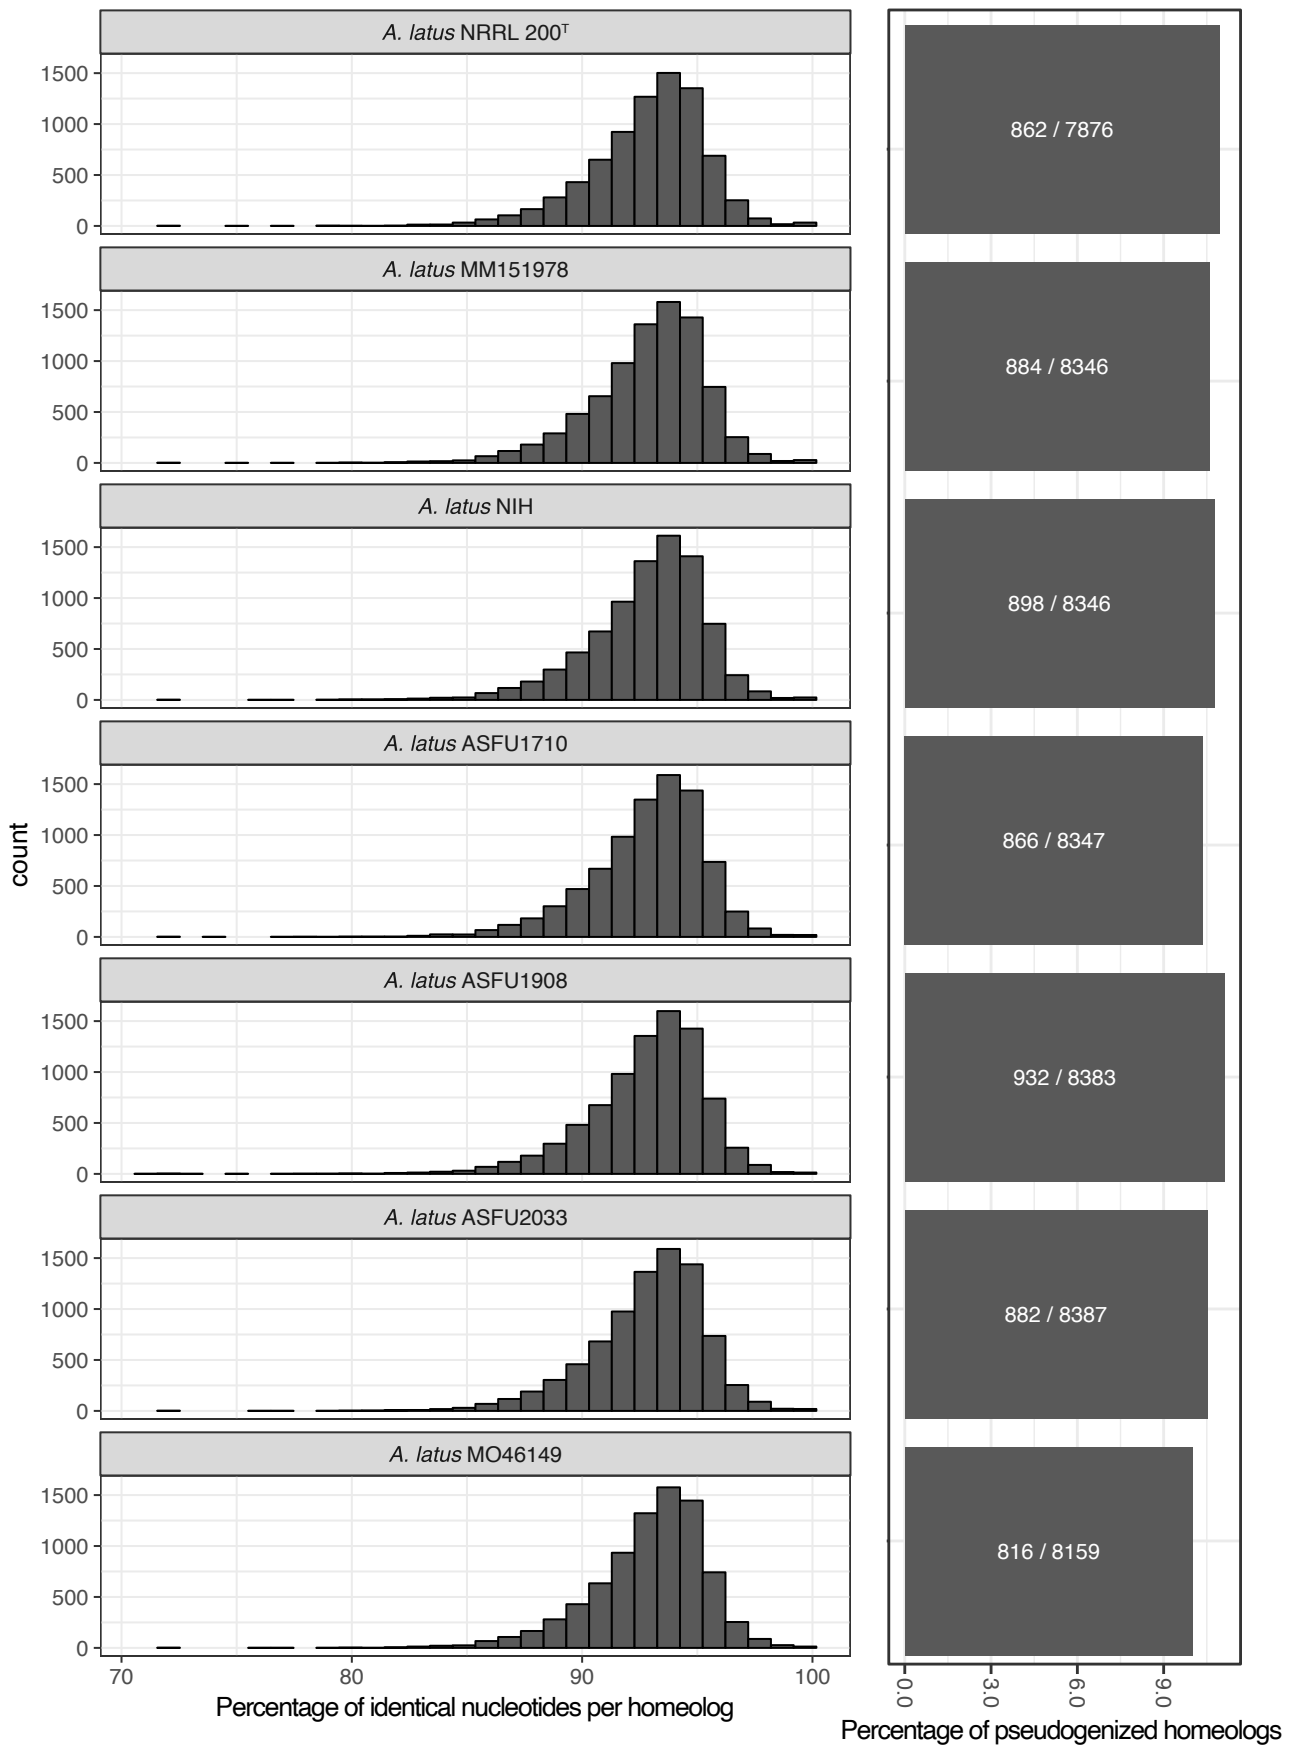 A. latus NRRL 200ᵀ
1500
1000
500
0
862 / 7876
A. latus MM151978
1500
1000
500
0
884 / 8346
A. latus NIH
1500
1000
500
0
898 / 8346
A. latus ASFU1710
1500
1000
500
0
866 / 8347
A. latus ASFU1908
1500
1000
500
0
932 / 8383
A. latus ASFU2033
1500
1000
500
0
882 / 8387
A. latus MO46149
1500
1000
500
0
816 / 8159
count
70 80 90 100
Percentage of identical nucleotides per homeolog
0.0 3.0 6.0 9.0
Percentage of pseudogenized homeologs